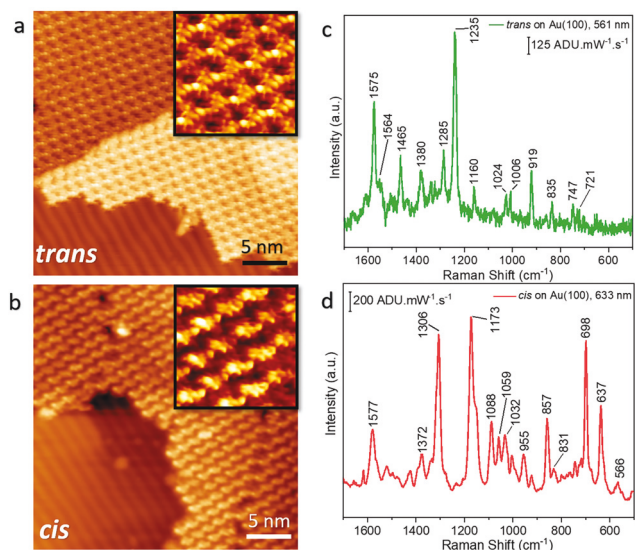 a
trans
5 nm
b
cis
5 nm
c
trans on Au(100), 561 nm
125 ADU.mW⁻¹.s⁻¹
Intensity (a.u.)
1575
1564
1465
1380
1285
1235
1160
1024
1006
919
835
747
721
1600 1400 1200 1000 800 600
Raman Shift (cm⁻¹)
d
200 ADU.mW⁻¹.s⁻¹
cis on Au(100), 633 nm
Intensity (a.u.)
1577
1372
1306
1173
1088
1059
1032
955
857
831
698
637
566
1600 1400 1200 1000 800 600
Raman Shift (cm⁻¹)